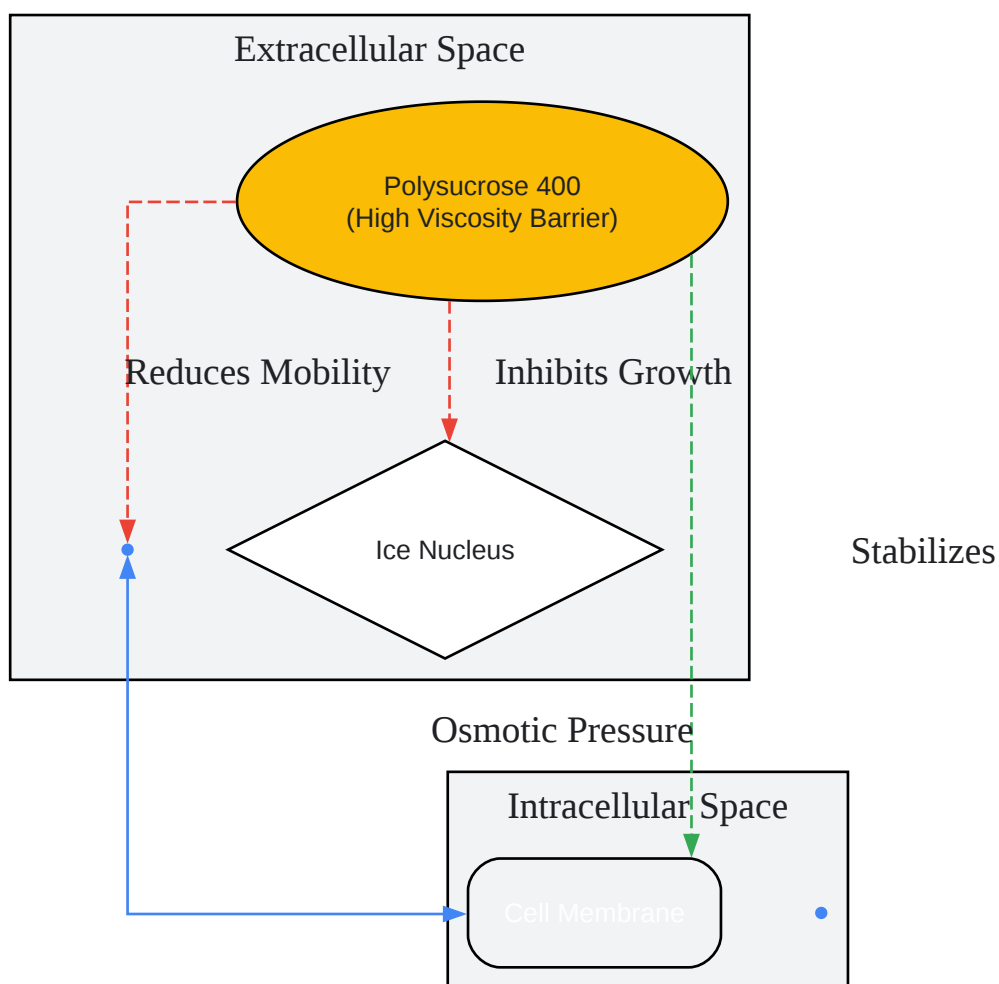 Extracellular Space
Polysucrose 400
(High Viscosity Barrier)
Reduces Mobility
Inhibits Growth
Ice Nucleus
Stabilizes
Osmotic Pressure
Intracellular Space
Cell Membrane